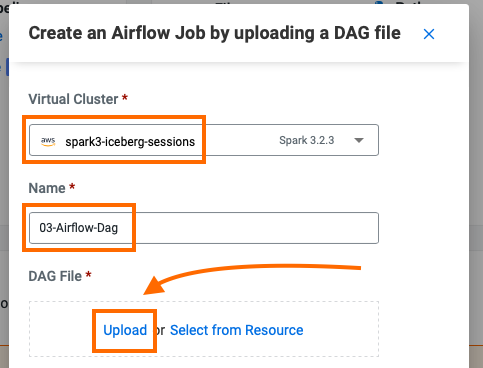 Create an Airflow Job by uploading a DAG file
Virtual Cluster *
aws spark3-iceberg-sessions Spark 3.2.3
Name *
03-Airflow-Dag
DAG File *
Upload or Select from Resource